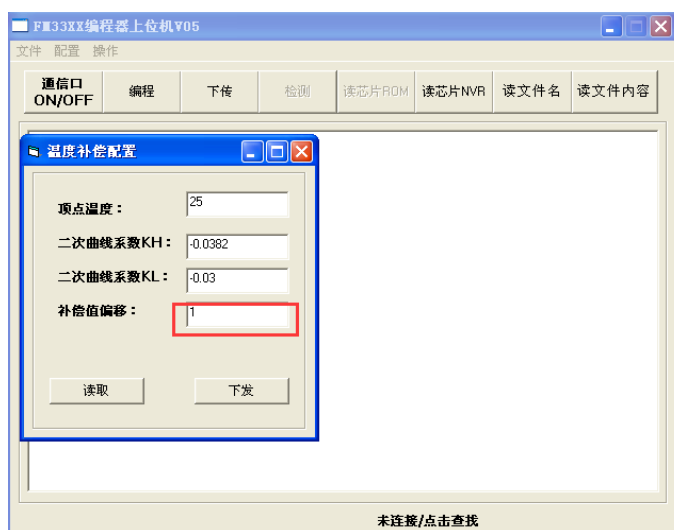 FM33XX编程器上位机V05
文件 配置 操作
通信口 ON/OFF 编程 下传 检测 读芯片ROM 读芯片NVR 读文件名 读文件内容
温度补偿配置
顶点温度： 25
二次曲线系数KH： -0.0382
二次曲线系数KL： -0.03
补偿值偏移： 1
读取 下发
未连接/点击查找